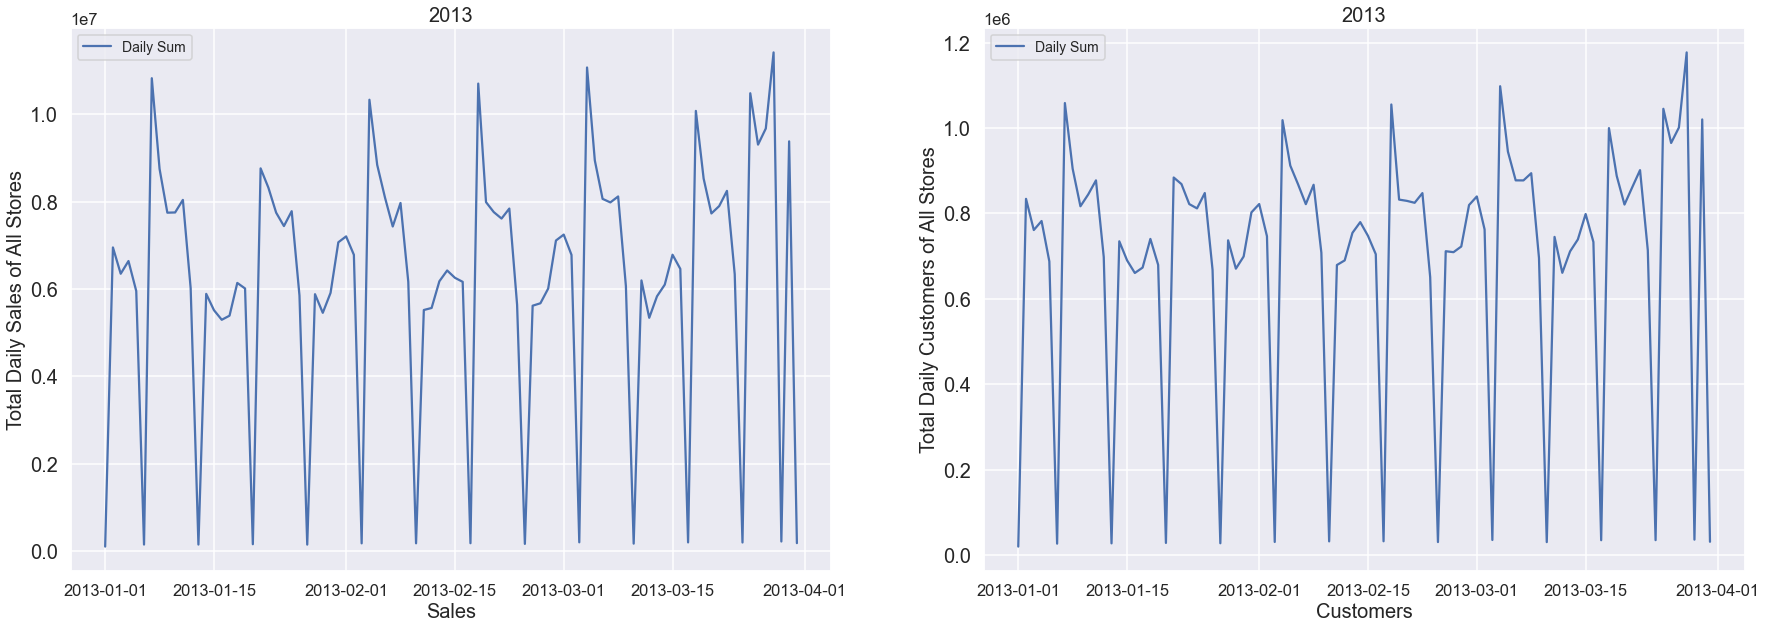 2013
1e7
Daily Sum
1.0
0.8
0.6
0.4
0.2
0.0
Total Daily Sales of All Stores
2013-01-01 2013-01-15 2013-02-01 2013-02-15 2013-03-01 2013-03-15 2013-04-01
Sales
2013
1e6
Daily Sum
1.2
1.0
0.8
0.6
0.4
0.2
0.0
Total Daily Customers of All Stores
2013-01-01 2013-01-15 2013-02-01 2013-02-15 2013-03-01 2013-03-15 2013-04-01
Customers